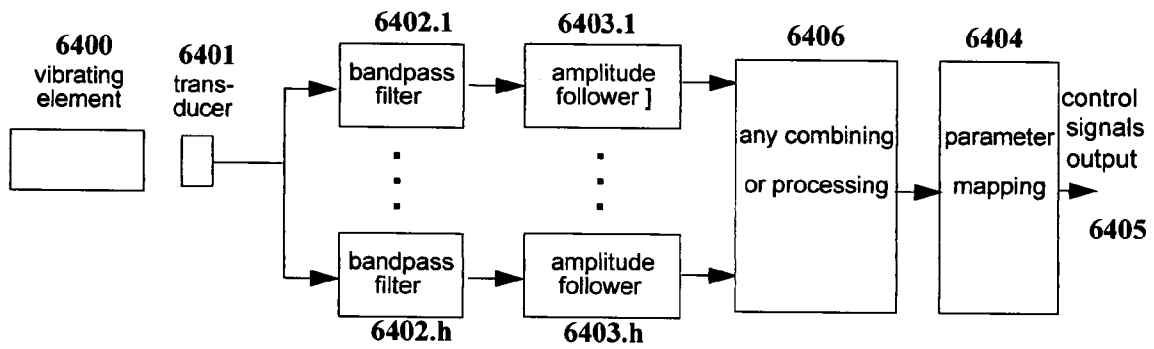 6400
vibrating
element
6401
trans-
ducer
6402.1
bandpass
filter
6403.1
amplitude
follower ]
bandpass
filter
6402.h
amplitude
follower
6403.h
6406
any combining
or processing
6404
parameter
mapping
control
signals
output
6405